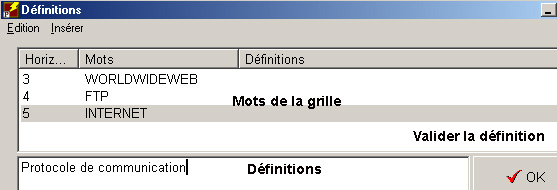 Définitions
Edition Insérer
Horiz... Mots Définitions
3 WORLDWIDEWEB
4 FTP
Mots de la grille
5 INTERNET
Valider la définition
Protocole de communication Définitions
OK